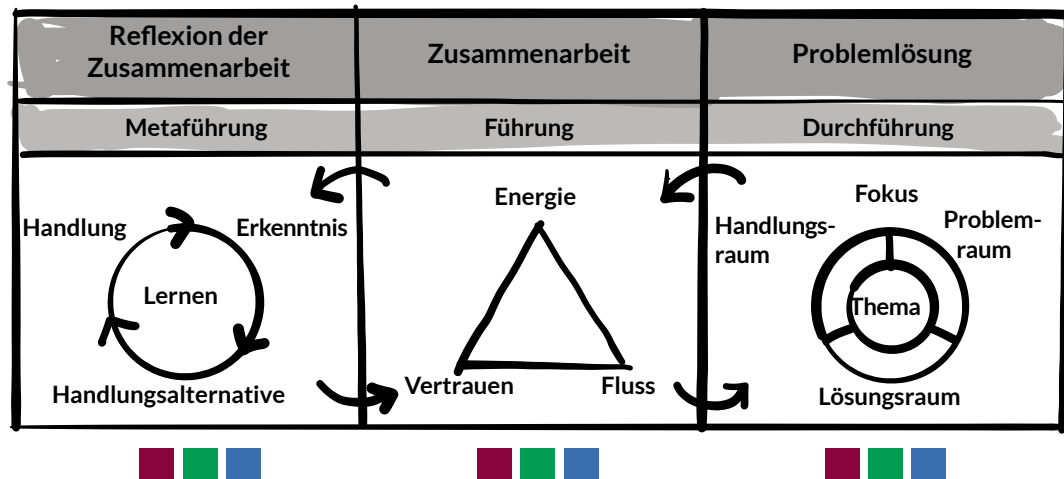 Reflexion der
Zusammenarbeit
Zusammenarbeit
Problemlösung
Metaführung
Führung
Durchführung
Handlung
Erkenntnis
Lernen
Handlungsalternative
Energie
Vertrauen
Fluss
Fokus
Handlungs-
raum
Problem-
raum
Thema
Lösungsraum